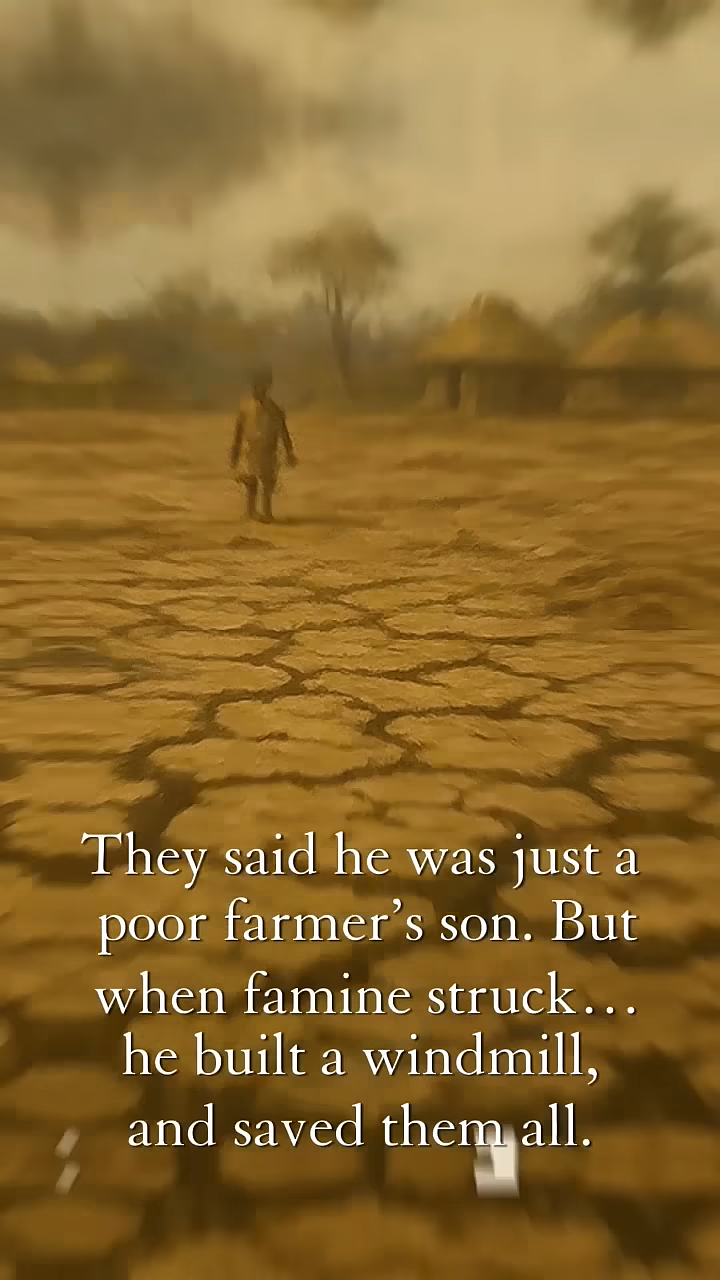 They said he was just a
poor farmer’s son. But
when famine struck…
he built a windmill,
and saved them all.